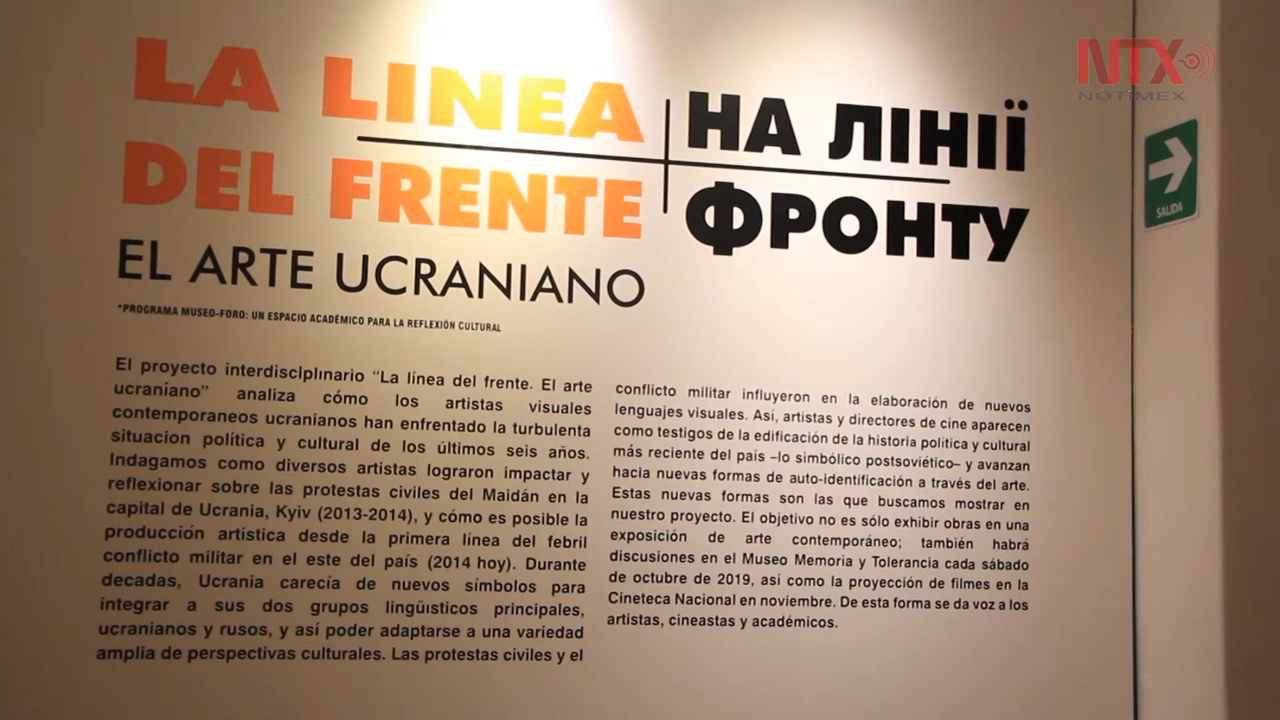 LA LINEA
DEL FRENTE
НА ЛІНІЇ
ФРОНТУ
EL ARTE UCRANIANO
*PROGRAMA MUSEO-FORO: UN ESPACIO ACADÉMICO PARA LA REFLEXIÓN CULTURAL
El proyecto interdisciplinario “La línea del frente. El arte
ucraniano” analiza cómo los artistas visuales
contemporaneos ucranianos han enfrentado la turbulenta
situacion política y cultural de los últimos seis años.
Indagamos como diversos artistas lograron impactar y
reflexionar sobre las protestas civiles del Maidán en la
capital de Ucrania, Kyiv (2013-2014), y cómo es posible la
producción artística desde la primera línea del febril
conflicto militar en el este del país (2014 hoy). Durante
decadas, Ucrania carecía de nuevos símbolos para
integrar a sus dos grupos lingüısticos principales,
ucranianos y rusos, y así poder adaptarse a una variedad
amplia de perspectivas culturales. Las protestas civiles y el
conflicto militar influyeron en la elaboración de nuevos
lenguajes visuales. Así, artistas y directores de cine aparecen
como testigos de la edificación de la historia política y cultural
más reciente del país –lo simbólico postsoviético– y avanzan
hacia nuevas formas de auto-identificación a través del arte.
Estas nuevas formas son las que buscamos mostrar en
nuestro proyecto. El objetivo no es sólo exhibir obras en una
exposición de arte contemporáneo; también habrá
discusiones en el Museo Memoria y Tolerancia cada sábado
de octubre de 2019, así como la proyección de filmes en la
Cineteca Nacional en noviembre. De esta forma se da voz a los
artistas, cineastas y académicos.
NTX
NOTIMEX
SALIDA